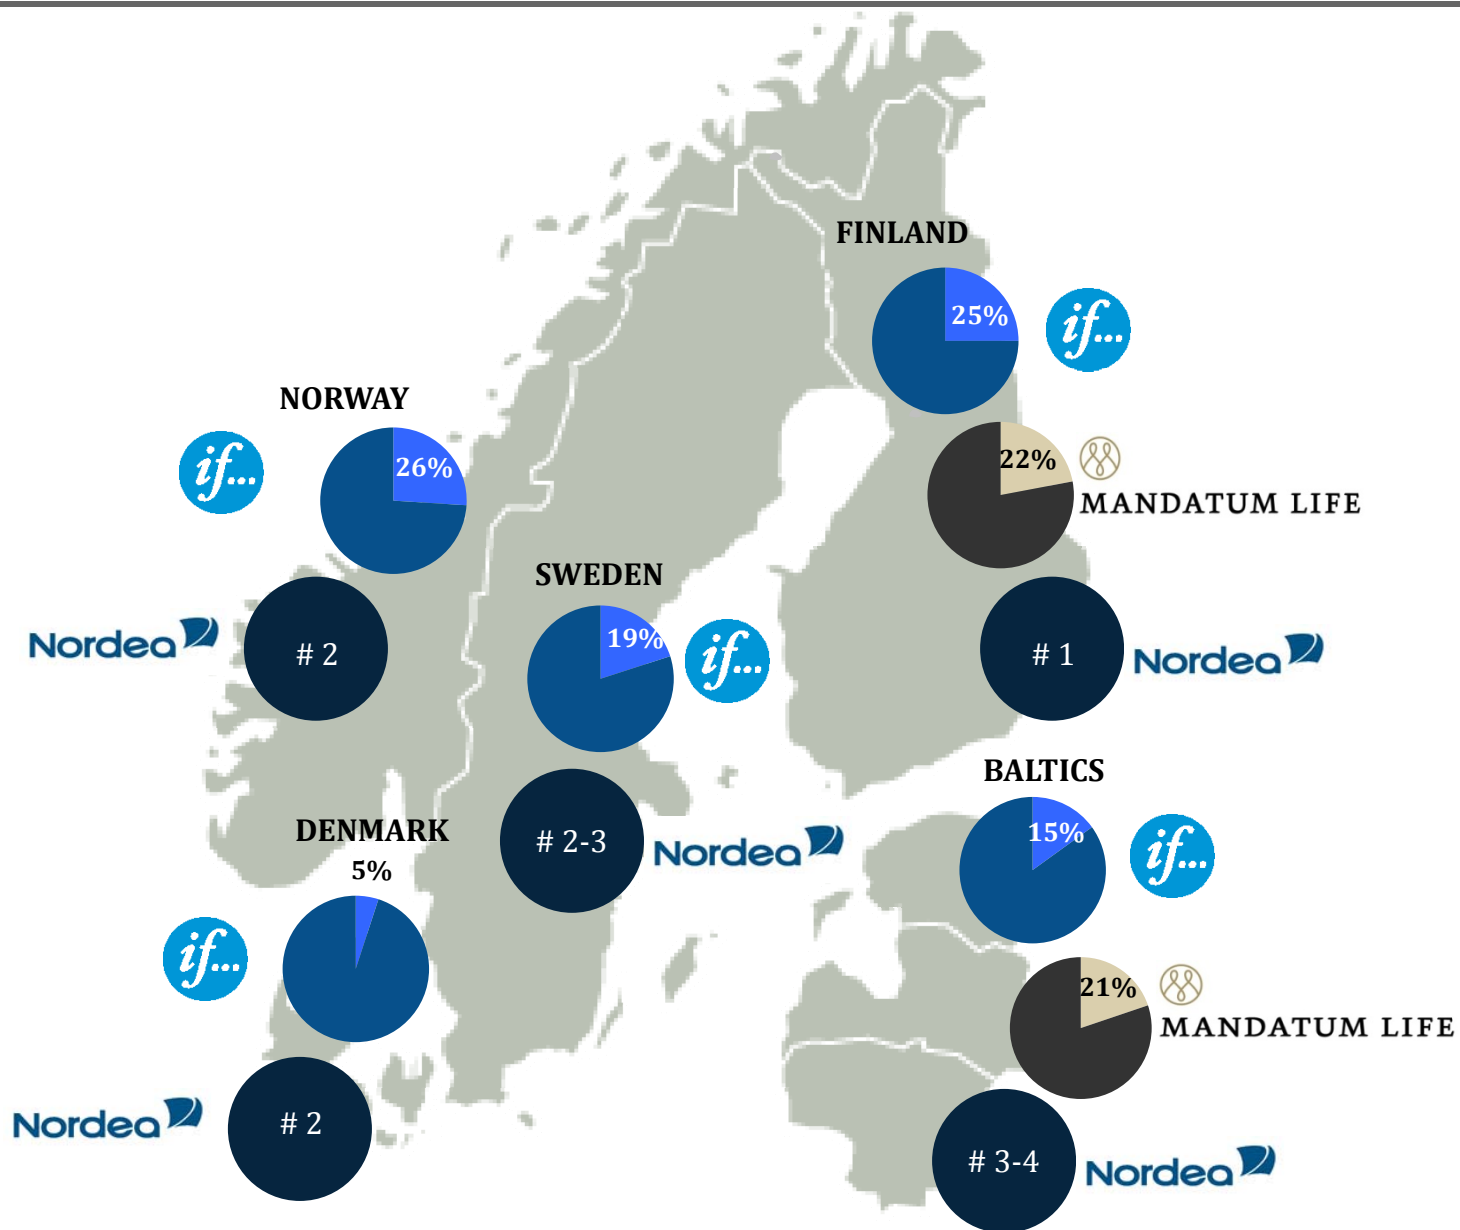 FINLAND
25%
if...
22%
MANDATUM LIFE
# 1
Nordea
NORWAY
if...
26%
Nordea
# 2
SWEDEN
19%
if...
# 2-3
Nordea
DENMARK
5%
if...
Nordea
# 2
BALTICS
15%
if...
21%
MANDATUM LIFE
# 3-4
Nordea